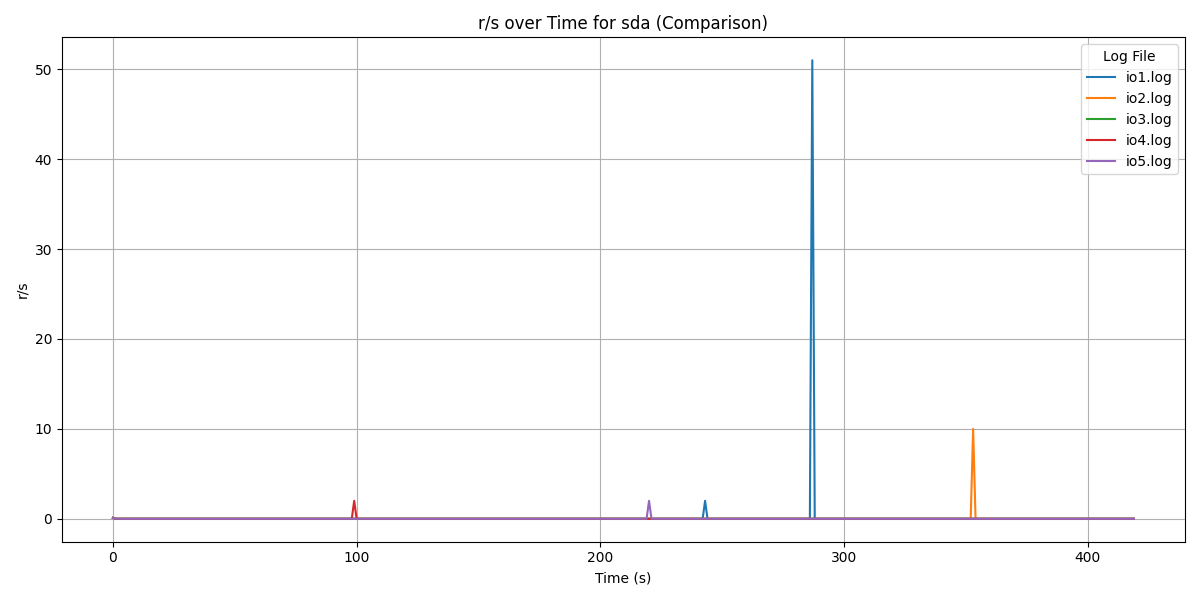 r/s over Time for sda (Comparison)
Log File
io1.log
io2.log
io3.log
io4.log
io5.log
r/s
50
40
30
20
10
0
0 100 200 300 400
Time (s)